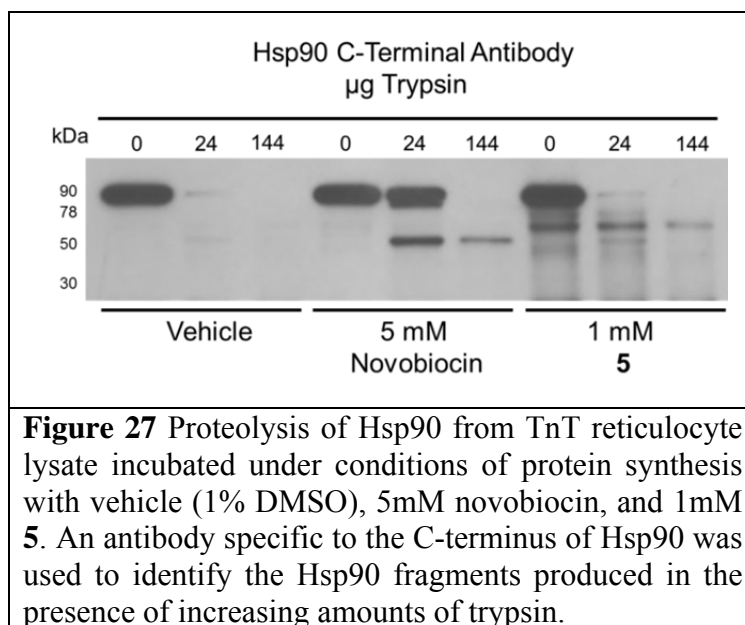 Hsp90 C-Terminal Antibody
µg Trypsin
kDa 0 24 144 0 24 144 0 24 144
90
78
50
30
Vehicle 5 mM 1 mM
Novobiocin 5
Figure 27 Proteolysis of Hsp90 from TnT reticulocyte
lysate incubated under conditions of protein synthesis
with vehicle (1% DMSO), 5mM novobiocin, and 1mM
5. An antibody specific to the C-terminus of Hsp90 was
used to identify the Hsp90 fragments produced in the
presence of increasing amounts of trypsin.